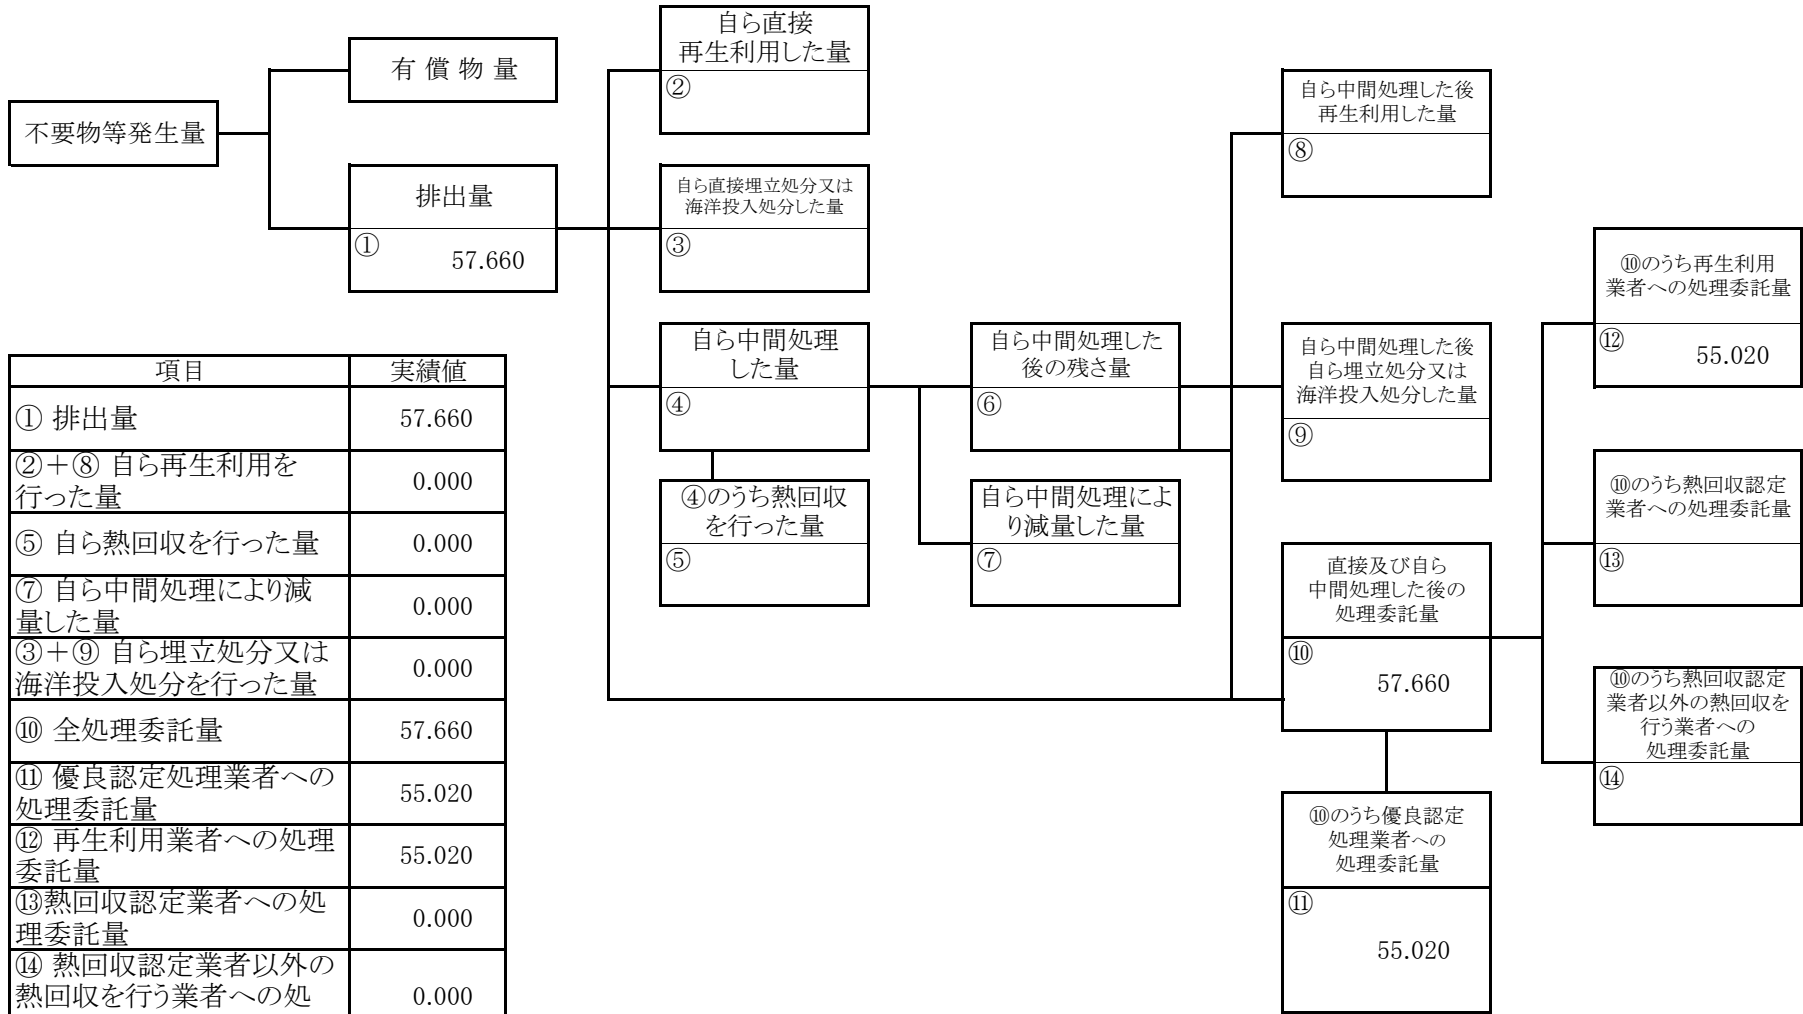 不要物等発生量
有 償 物 量
排出量
①
57.660
自ら直接
再生利用した量
②
自ら直接埋立処分又は
海洋投入処分した量
③
自ら中間処理
した量
④
④のうち熱回収
を行った量
⑤
自ら中間処理した
後の残さ量
⑥
自ら中間処理によ
り減量した量
⑦
自ら中間処理した後
再生利用した量
⑧
自ら中間処理した後
自ら埋立処分又は
海洋投入処分した量
⑨
直接及び自ら
中間処理した後の
処理委託量
⑩
57.660
⑩のうち優良認定
処理業者への
処理委託量
⑪
55.020
⑩のうち再生利用
業者への処理委託量
⑫
55.020
⑩のうち熱回収認定
業者への処理委託量
⑬
⑩のうち熱回収認定
業者以外の熱回収を
行う業者への
処理委託量
⑭
項目 実績値
① 排出量 57.660
②＋⑧ 自ら再生利用を
行った量 0.000
⑤ 自ら熱回収を行った量 0.000
⑦ 自ら中間処理により減
量した量 0.000
③＋⑨ 自ら埋立処分又は
海洋投入処分を行った量 0.000
⑩ 全処理委託量 57.660
⑪ 優良認定処理業者への
処理委託量 55.020
⑫ 再生利用業者への処理
委託量 55.020
⑬熱回収認定業者への処
理委託量 0.000
⑭ 熱回収認定業者以外の
熱回収を行う業者への処 0.000